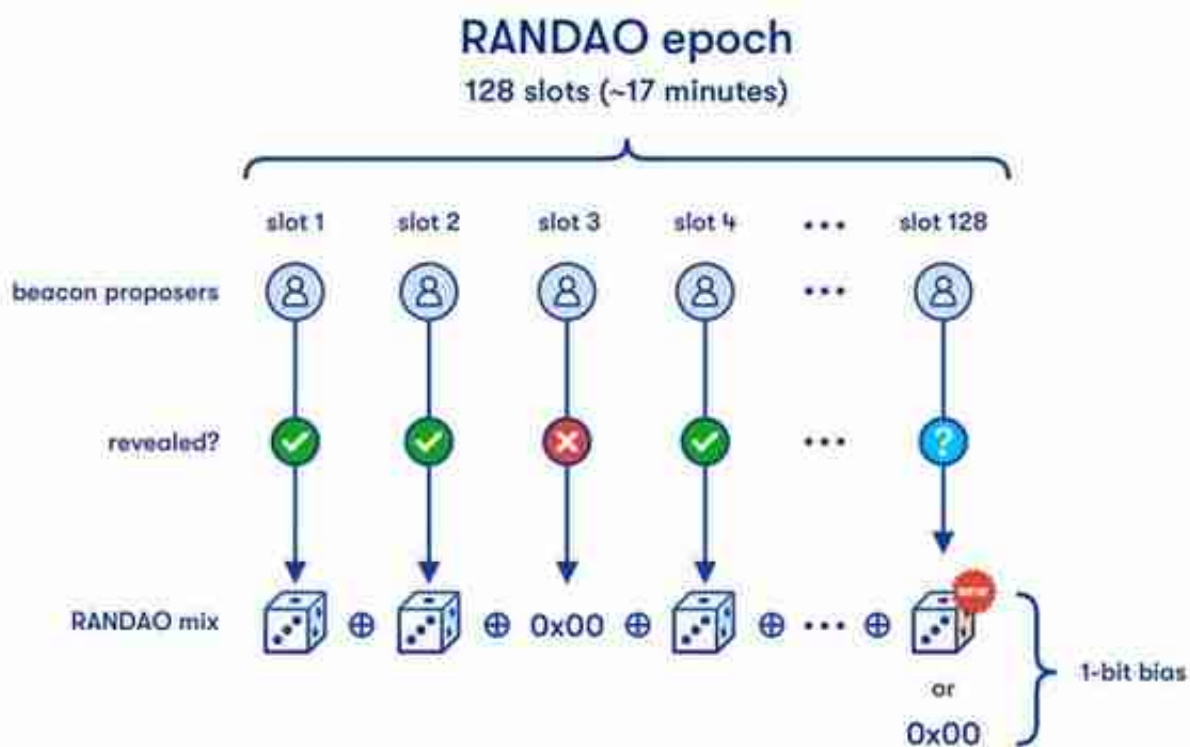 RANDAO epoch
128 slots (~17 minutes)
slot 1 slot 2 slot 3 slot 4 ••• slot 128
beacon proposers •••
revealed? ••• ?
RANDAO mix ⊕ ⊕ 0x00 ⊕ ⊕ ••• ⊕
1-bit bias
or
0x00